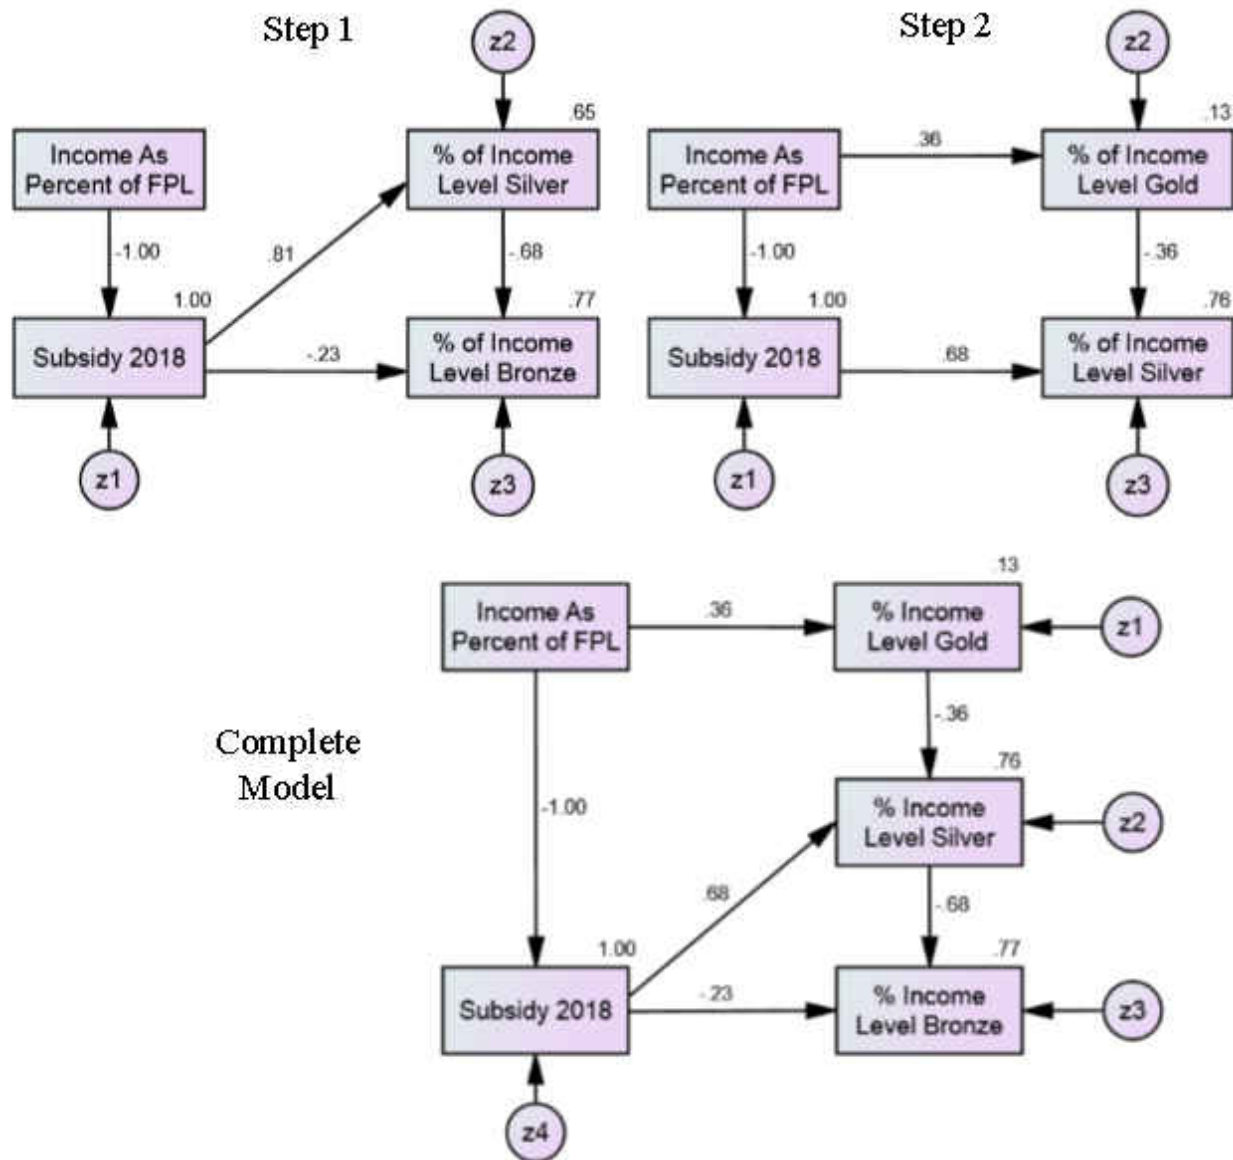 Step 1
z2
.65
Income As
Percent of FPL
% of Income
Level Silver
-1.00
.81
-.68
1.00
.77
Subsidy 2018
-.23
% of Income
Level Bronze
z1
z3
Step 2
z2
.13
Income As
Percent of FPL
.36
% of Income
Level Gold
-1.00
-.36
1.00
.76
Subsidy 2018
.68
% of Income
Level Silver
z1
z3
Complete
Model
.13
Income As
Percent of FPL
.36
% Income
Level Gold
z1
-.36
-1.00
.76
% Income
Level Silver
z2
.68
-.68
1.00
.77
Subsidy 2018
-.23
% Income
Level Bronze
z3
z4